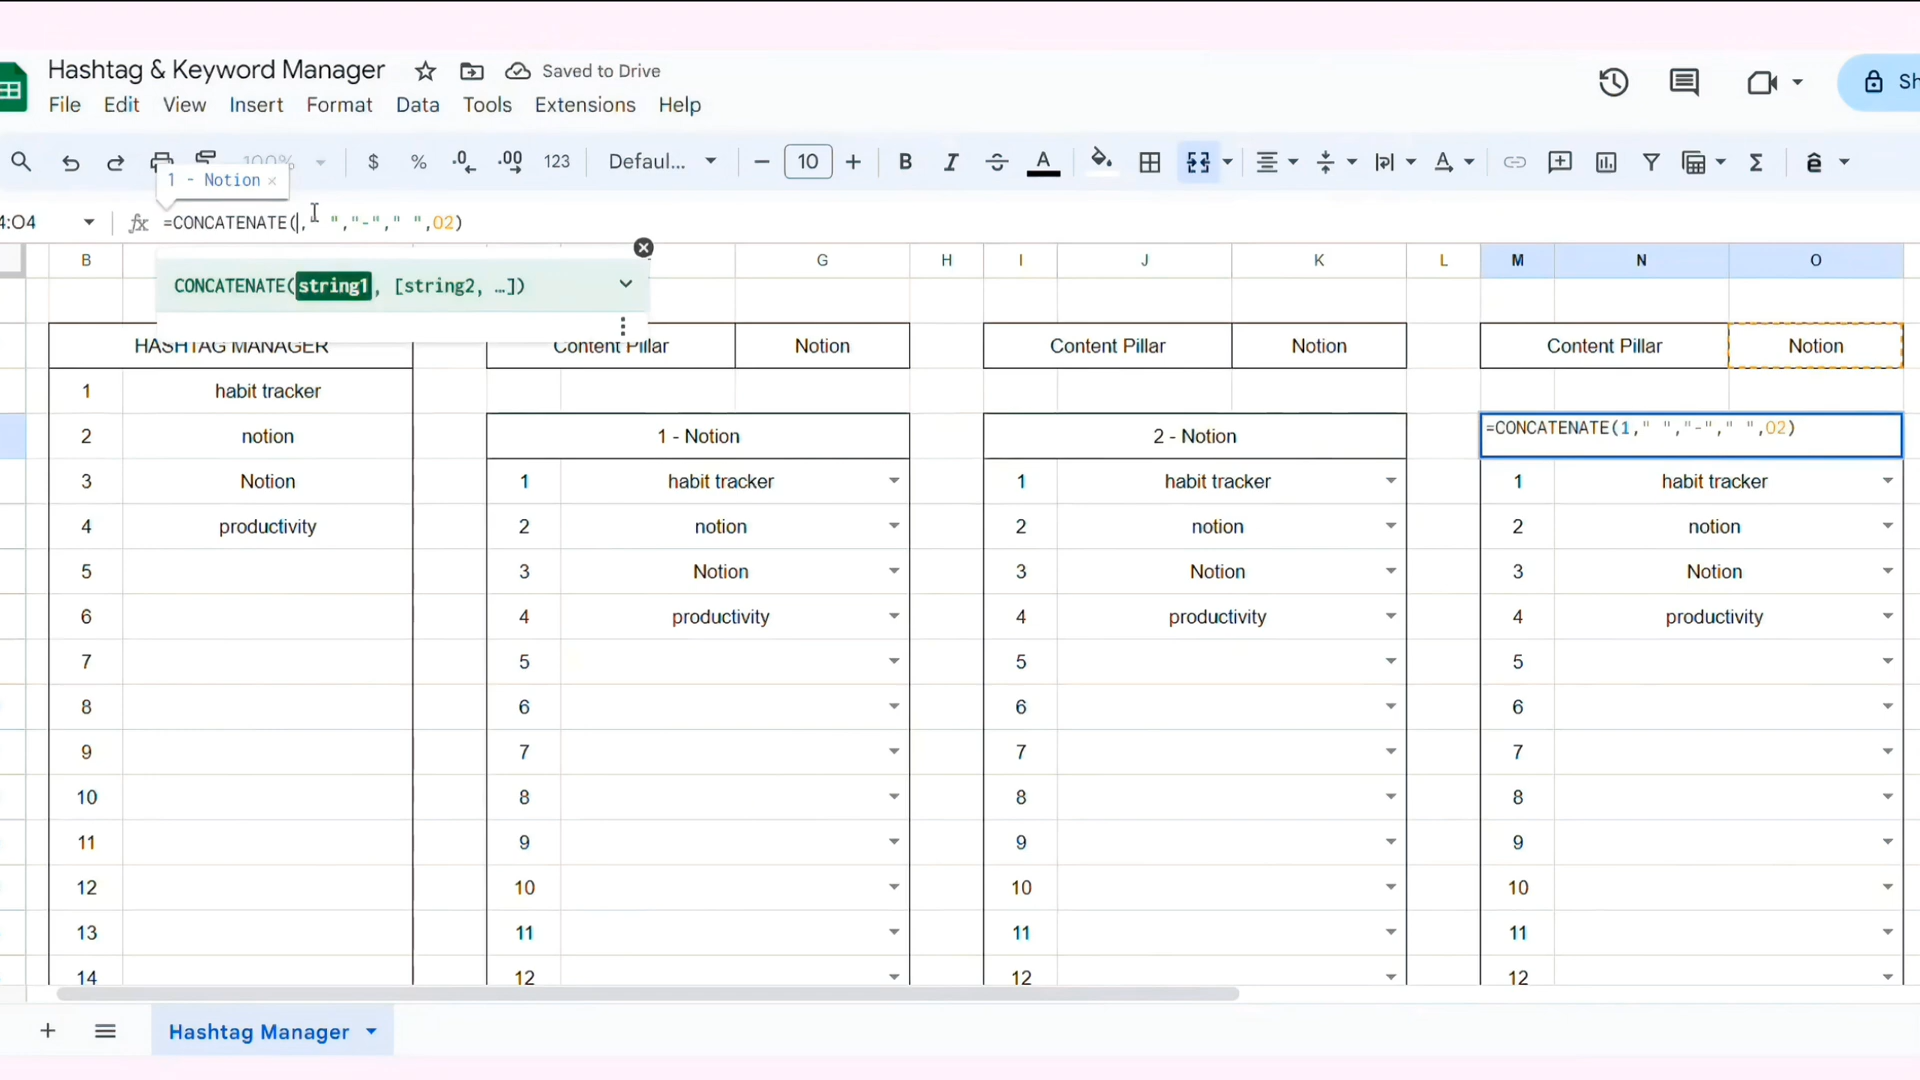 Hashtag & Keyword Manager Saved to Drive
File Edit View Insert Format Data Tools Extensions Help
$ % .0 .00 123 Defaul... 10 B I A
1 - Notion
fx =CONCATENATE(," ","-"," ",O2)
CONCATENATE(string1, [string2, …])
B G H I J K L M N O
HASHTAG MANAGER Content Pillar Notion Content Pillar Notion Content Pillar Notion
1 habit tracker
2 notion 1 - Notion 2 - Notion =CONCATENATE(1," ","-"," ",O2)
3 Notion 1 habit tracker 1 habit tracker 1 habit tracker
4 productivity 2 notion 2 notion 2 notion
5 3 Notion 3 Notion 3 Notion
6 4 productivity 4 productivity 4 productivity
7 5 5 5
8 6 6 6
9 7 7 7
10 8 8 8
11 9 9 9
12 10 10 10
13 11 11 11
14 12 12 12
Hashtag Manager